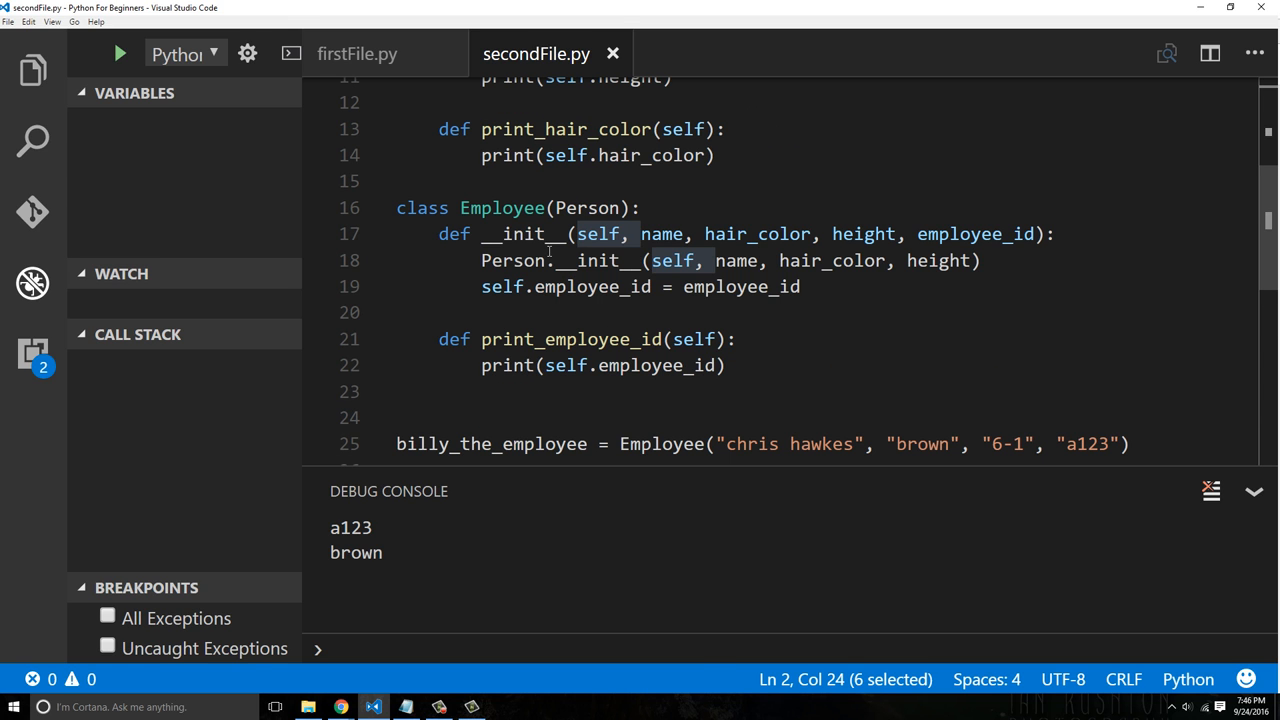 secondFile.py - Python For Beginners - Visual Studio Code
File Edit View Go Help
firstFile.py secondFile.py
VARIABLES
WATCH
CALL STACK
BREAKPOINTS
All Exceptions
Uncaught Exceptions
2
11 print(self.height)
12
13 def print_hair_color(self):
14 print(self.hair_color)
15
16 class Employee(Person):
17 def __init__(self, name, hair_color, height, employee_id):
18 Person.__init__(self, name, hair_color, height)
19 self.employee_id = employee_id
20
21 def print_employee_id(self):
22 print(self.employee_id)
23
24
25 billy_the_employee = Employee("chris hawkes", "brown", "6-1", "a123")
DEBUG CONSOLE
a123
brown
0 0 Ln 2, Col 24 (6 selected) Spaces: 4 UTF-8 CRLF Python
I'm Cortana. Ask me anything.
7:46 PM
9/24/2016